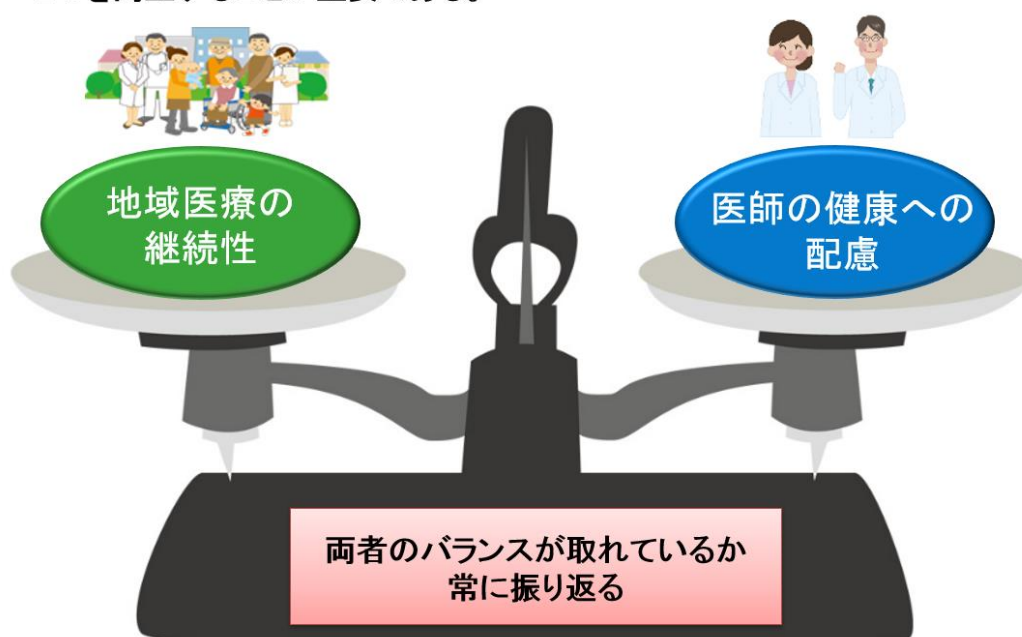 地域医療の
継続性
医師の健康への
配慮
両者のバランスが取れているか
常に振り返る